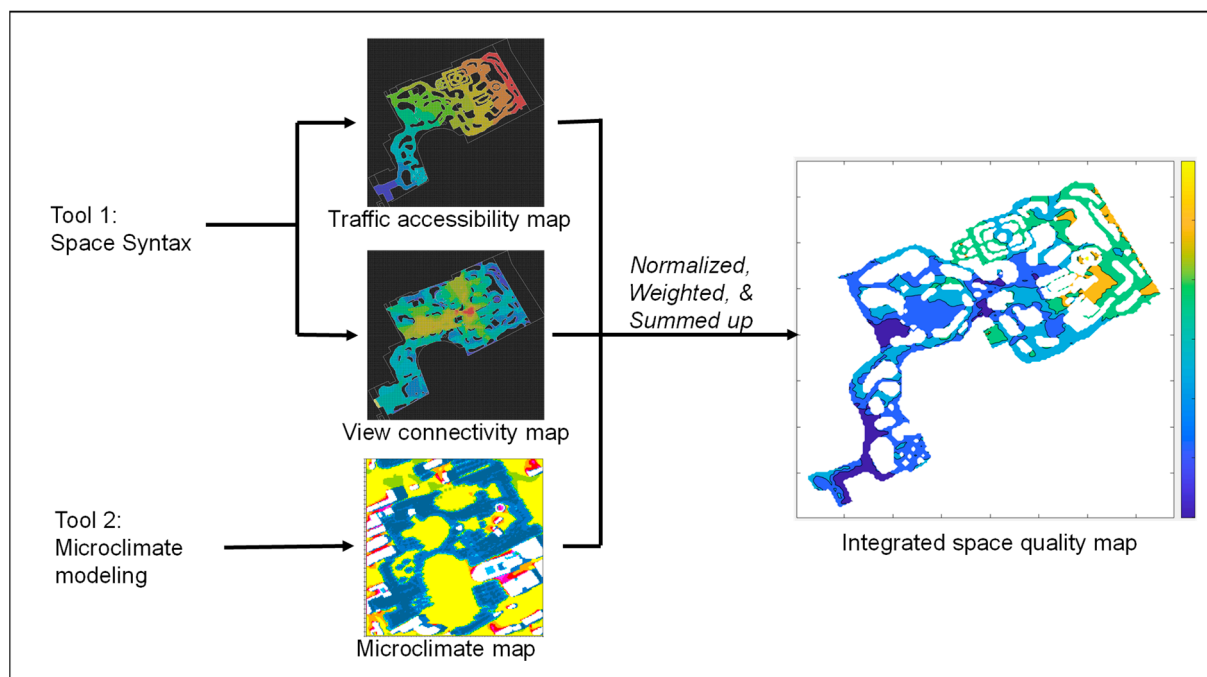 Tool 1:
Space Syntax
Traffic accessibility map
View connectivity map
Tool 2:
Microclimate
modeling
Microclimate map
Normalized,
Weighted, &
Summed up
Integrated space quality map